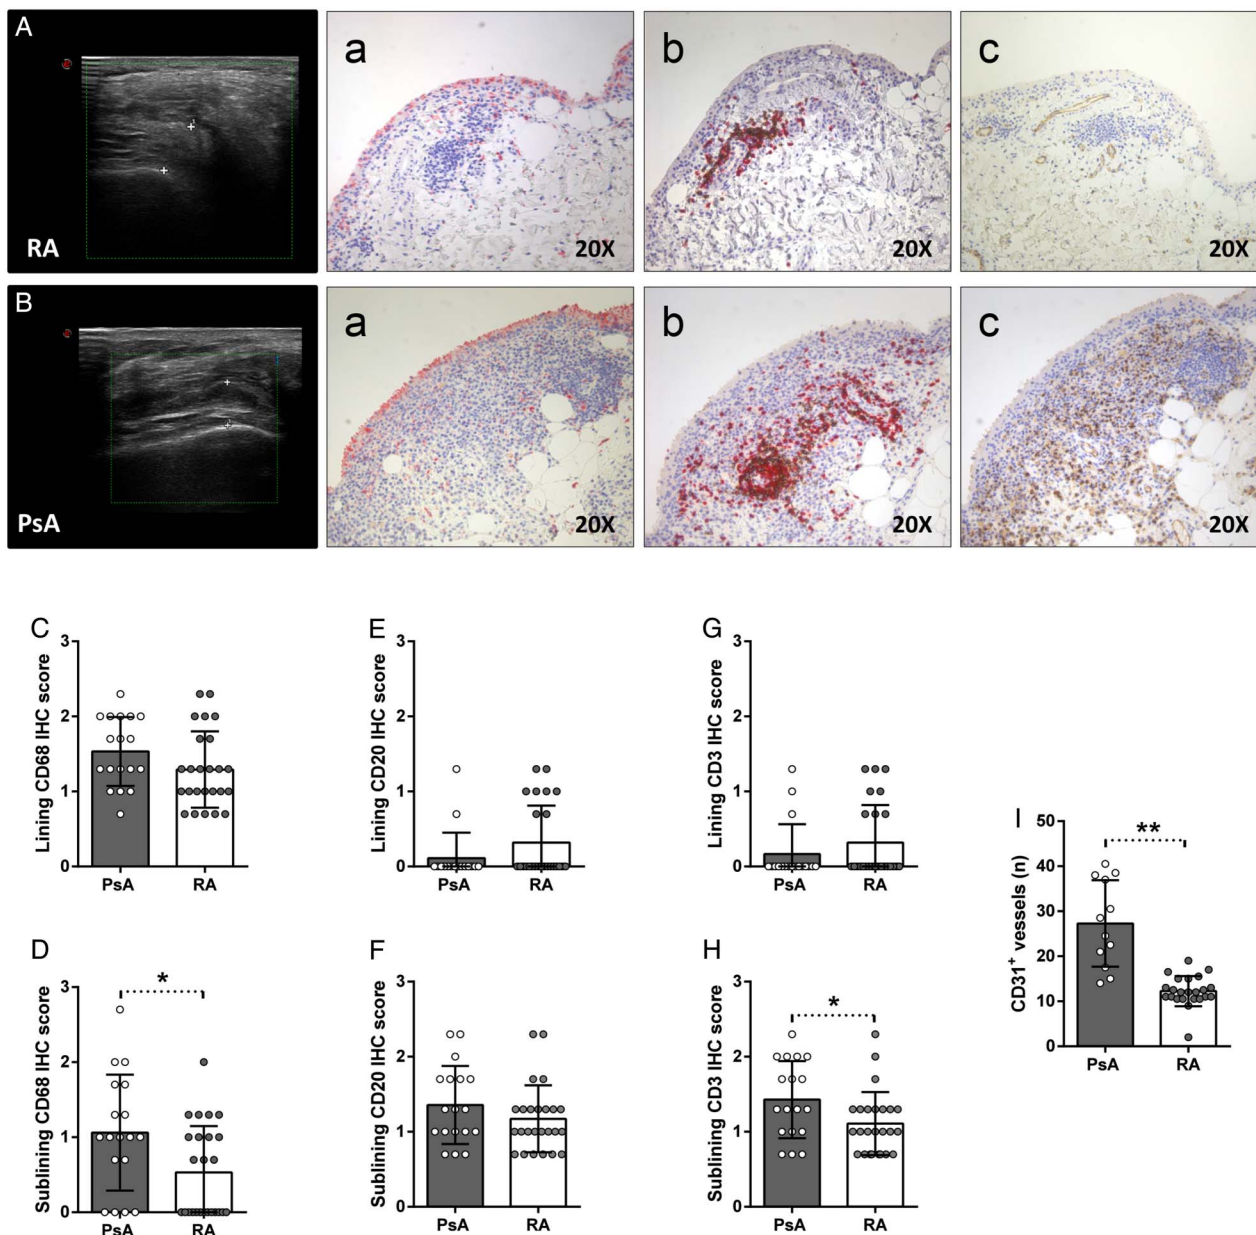 A
RA
a
20X
b
20X
c
20X
B
PsA
a
20X
b
20X
c
20X
C
Lining CD68 IHC score
3
2
1
0
PsA RA
E
Lining CD20 IHC score
3
2
1
0
PsA RA
G
Lining CD3 IHC score
3
2
1
0
PsA RA
D
Sublining CD68 IHC score
3
2
1
0
*
PsA RA
F
Sublining CD20 IHC score
3
2
1
0
PsA RA
H
Sublining CD3 IHC score
3
2
1
0
*
PsA RA
I
CD31+ vessels (n)
50
40
30
20
10
0
**
PsA RA